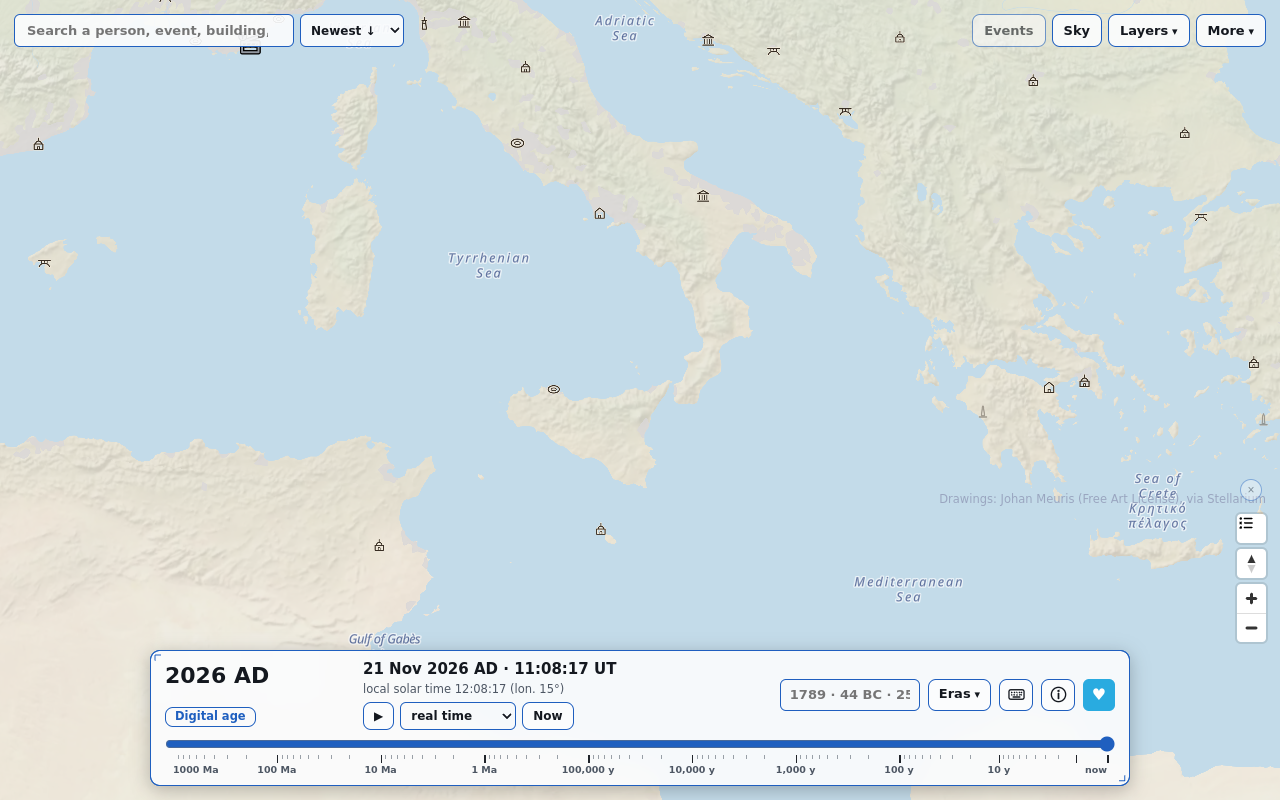 Search a person, event, building,
Newest ↓
Events
Sky
Layers ▾
More ▾
Adriatic
Sea
Tyrrhenian
Sea
Sea of
Crete
Κρητικό
πέλαγος
Drawings: Johan Meuris (Free Art License), via Stellarium
×
Mediterranean
Sea
Gulf of Gabès
2026 AD
Digital age
21 Nov 2026 AD · 11:08:17 UT
local solar time 12:08:17 (lon. 15°)
▶
real time
Now
1789 · 44 BC · 25
Eras ▾
1000 Ma
100 Ma
10 Ma
1 Ma
100,000 y
10,000 y
1,000 y
100 y
10 y
now